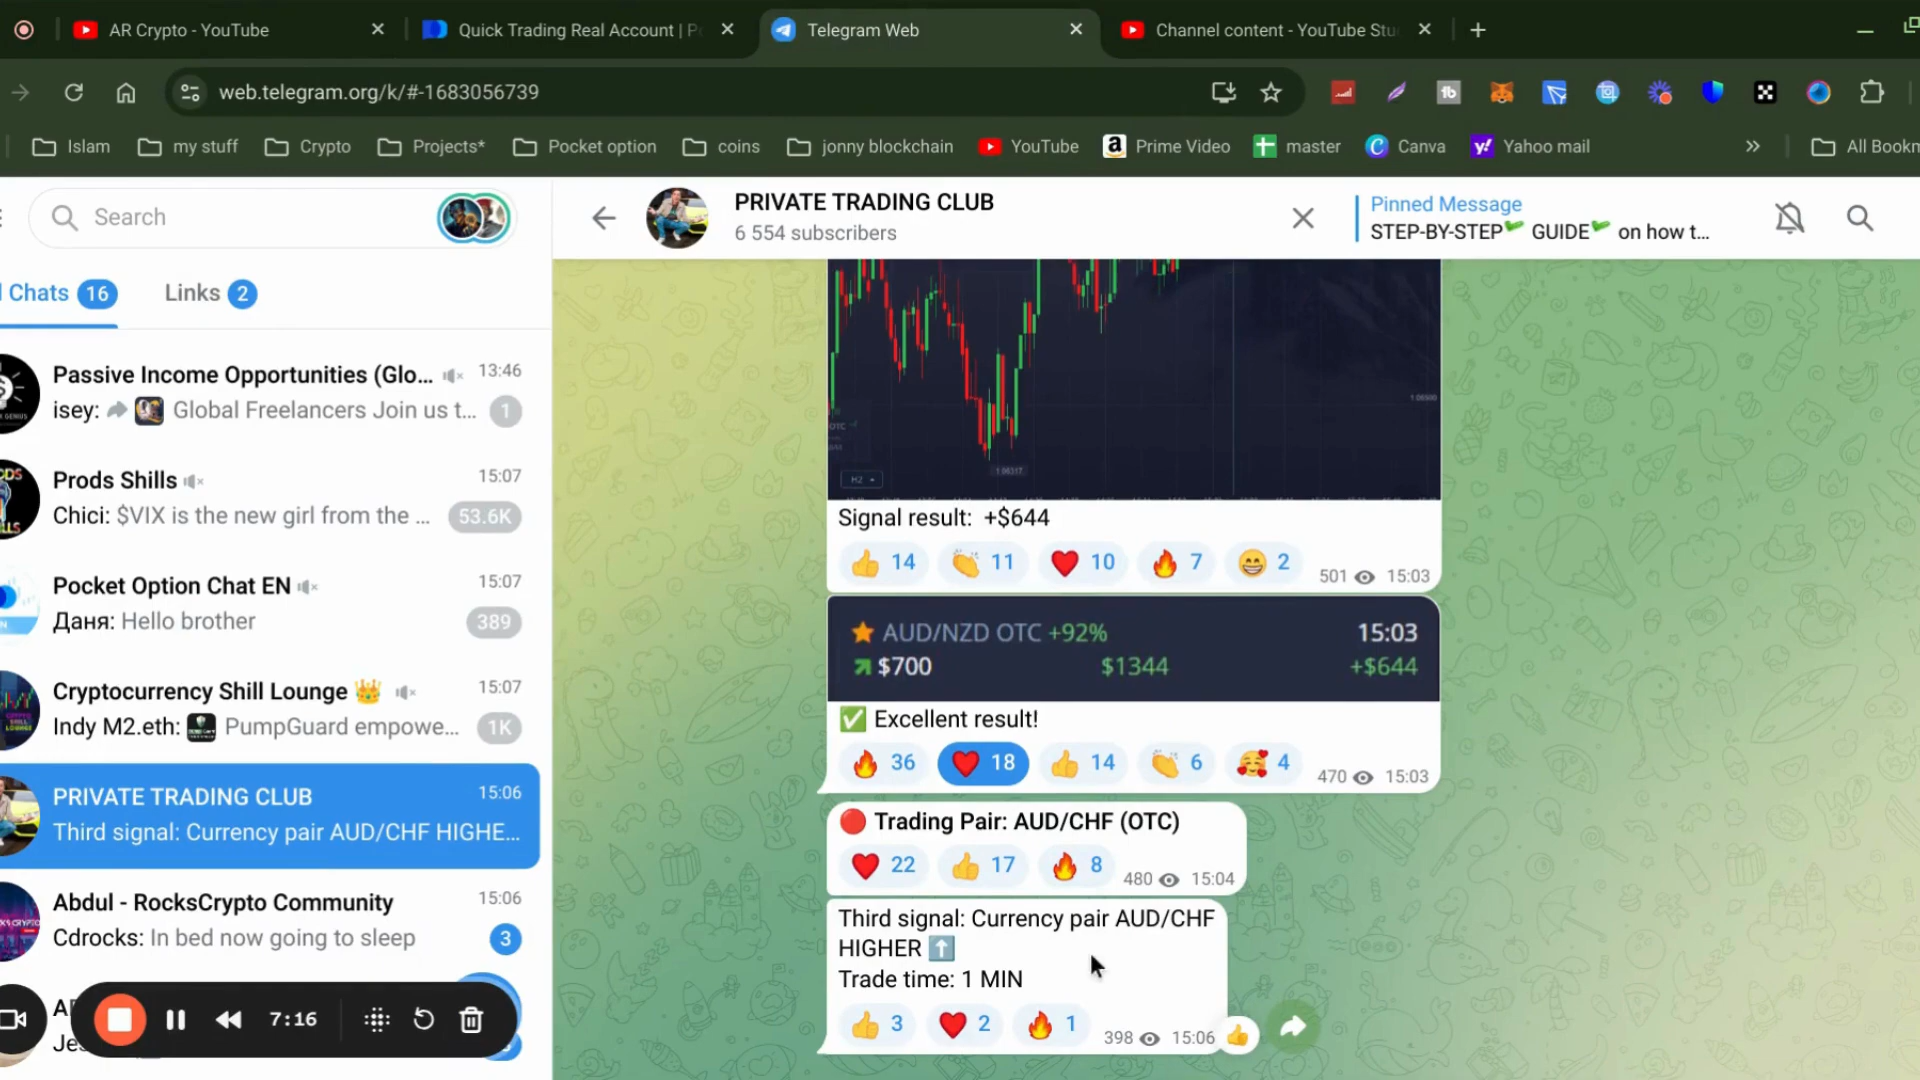 AR Crypto - YouTube
Quick Trading Real Account | P
Telegram Web
Channel content - YouTube Stu
web.telegram.org/k/#-1683056739
Islam
my stuff
Crypto
Projects*
Pocket option
coins
jonny blockchain
YouTube
Prime Video
master
Canva
Yahoo mail
All Bookm
Search
PRIVATE TRADING CLUB
6 554 subscribers
Pinned Message
STEP-BY-STEP GUIDE on how t...
Chats 16
Links 2
Passive Income Opportunities (Glo... 13:46
isey: Global Freelancers Join us t... 1
Prods Shills 15:07
Chici: $VIX is the new girl from the ... 53.6K
Pocket Option Chat EN 15:07
Даня: Hello brother 389
Cryptocurrency Shill Lounge 👑 15:07
Indy M2.eth: PumpGuard empowe... 1K
PRIVATE TRADING CLUB 15:06
Third signal: Currency pair AUD/CHF HIGHE...
Abdul - RocksCrypto Community 15:06
Cdrocks: In bed now going to sleep 3
7:16
OTC
1.06317
H2
Signal result: +$644
👍 14 👏 11 ❤️ 10 🔥 7 😄 2
501 15:03
AUD/NZD OTC +92% 15:03
$700 $1344 +$644
✅ Excellent result!
🔥 36 ❤️ 18 👍 14 👏 6 🥰 4
470 15:03
🔴 Trading Pair: AUD/CHF (OTC)
❤️ 22 👍 17 🔥 8
480 15:04
Third signal: Currency pair AUD/CHF
HIGHER ⬆️
Trade time: 1 MIN
👍 3 ❤️ 2 🔥 1
398 15:06